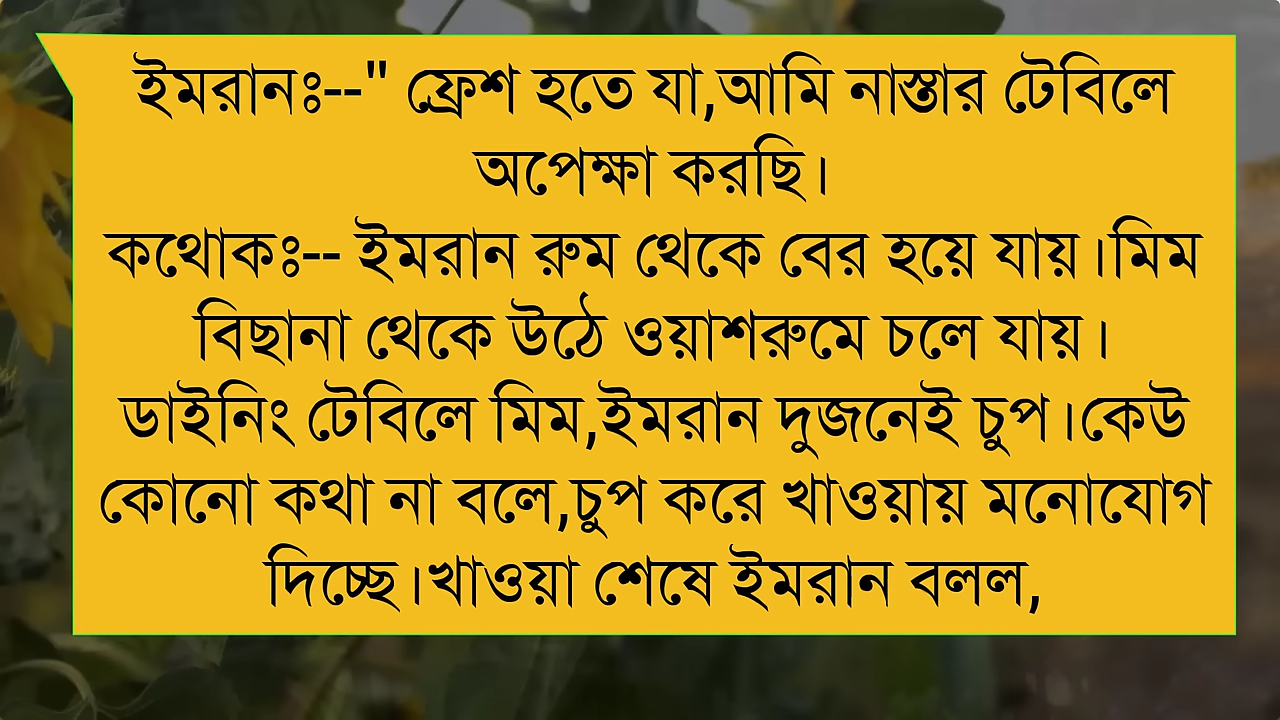 ইমরানঃ--" ফ্রেশ হতে যা,আমি নাস্তার টেবিলে
অপেক্ষা করছি।
কথোকঃ-- ইমরান রুম থেকে বের হয়ে যায়।মিম
বিছানা থেকে উঠে ওয়াশরুমে চলে যায়।
ডাইনিং টেবিলে মিম,ইমরান দুজনেই চুপ।কেউ
কোনো কথা না বলে,চুপ করে খাওয়ায় মনোযোগ
দিচ্ছে।খাওয়া শেষে ইমরান বলল,